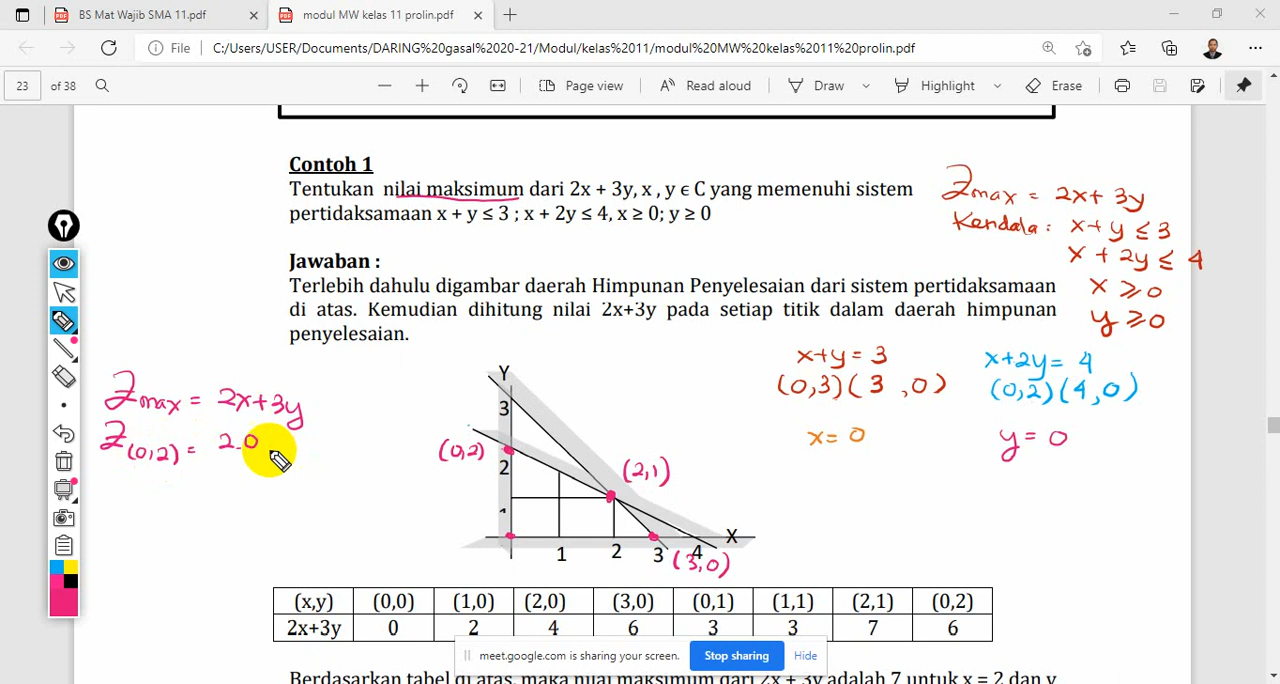 BS Mat Wajib SMA 11.pdf
modul MW kelas 11 prolin.pdf
File
C:/Users/USER/Documents/DARING%20gasal%2020-21/Modul/kelas%2011/modul%20MW%20kelas%2011%20prolin.pdf
23 of 38
Page view
Read aloud
Draw
Highlight
Erase
Contoh 1
Tentukan nilai maksimum dari 2x + 3y, x , y ϵ C yang memenuhi sistem
pertidaksamaan x + y ≤ 3 ; x + 2y ≤ 4, x ≥ 0; y ≥ 0
Zmax = 2x + 3y
Kendala : x + y ≤ 3
x + 2y ≤ 4
x ≥ 0
y ≥ 0
Jawaban :
Terlebih dahulu digambar daerah Himpunan Penyelesaian dari sistem pertidaksamaan
di atas. Kemudian dihitung nilai 2x+3y pada setiap titik dalam daerah himpunan
penyelesaian.
x+y = 3
(0,3)(3,0)
x = 0
x+2y = 4
(0,2)(4,0)
y = 0
Zmax = 2x+3y
Z(0,2) = 2.0
Y
3
(0,2)
2
(2,1)
1
X
1 2 3 4
(3,0)
(x,y) (0,0) (1,0) (2,0) (3,0) (0,1) (1,1) (2,1) (0,2)
2x+3y 0 2 4 6 3 3 7 6
meet.google.com is sharing your screen.
Stop sharing
Hide
Berdasarkan tabel di atas, maka nilai maksimum dari 2x + 3y adalah 7 untuk x = 2 dan y